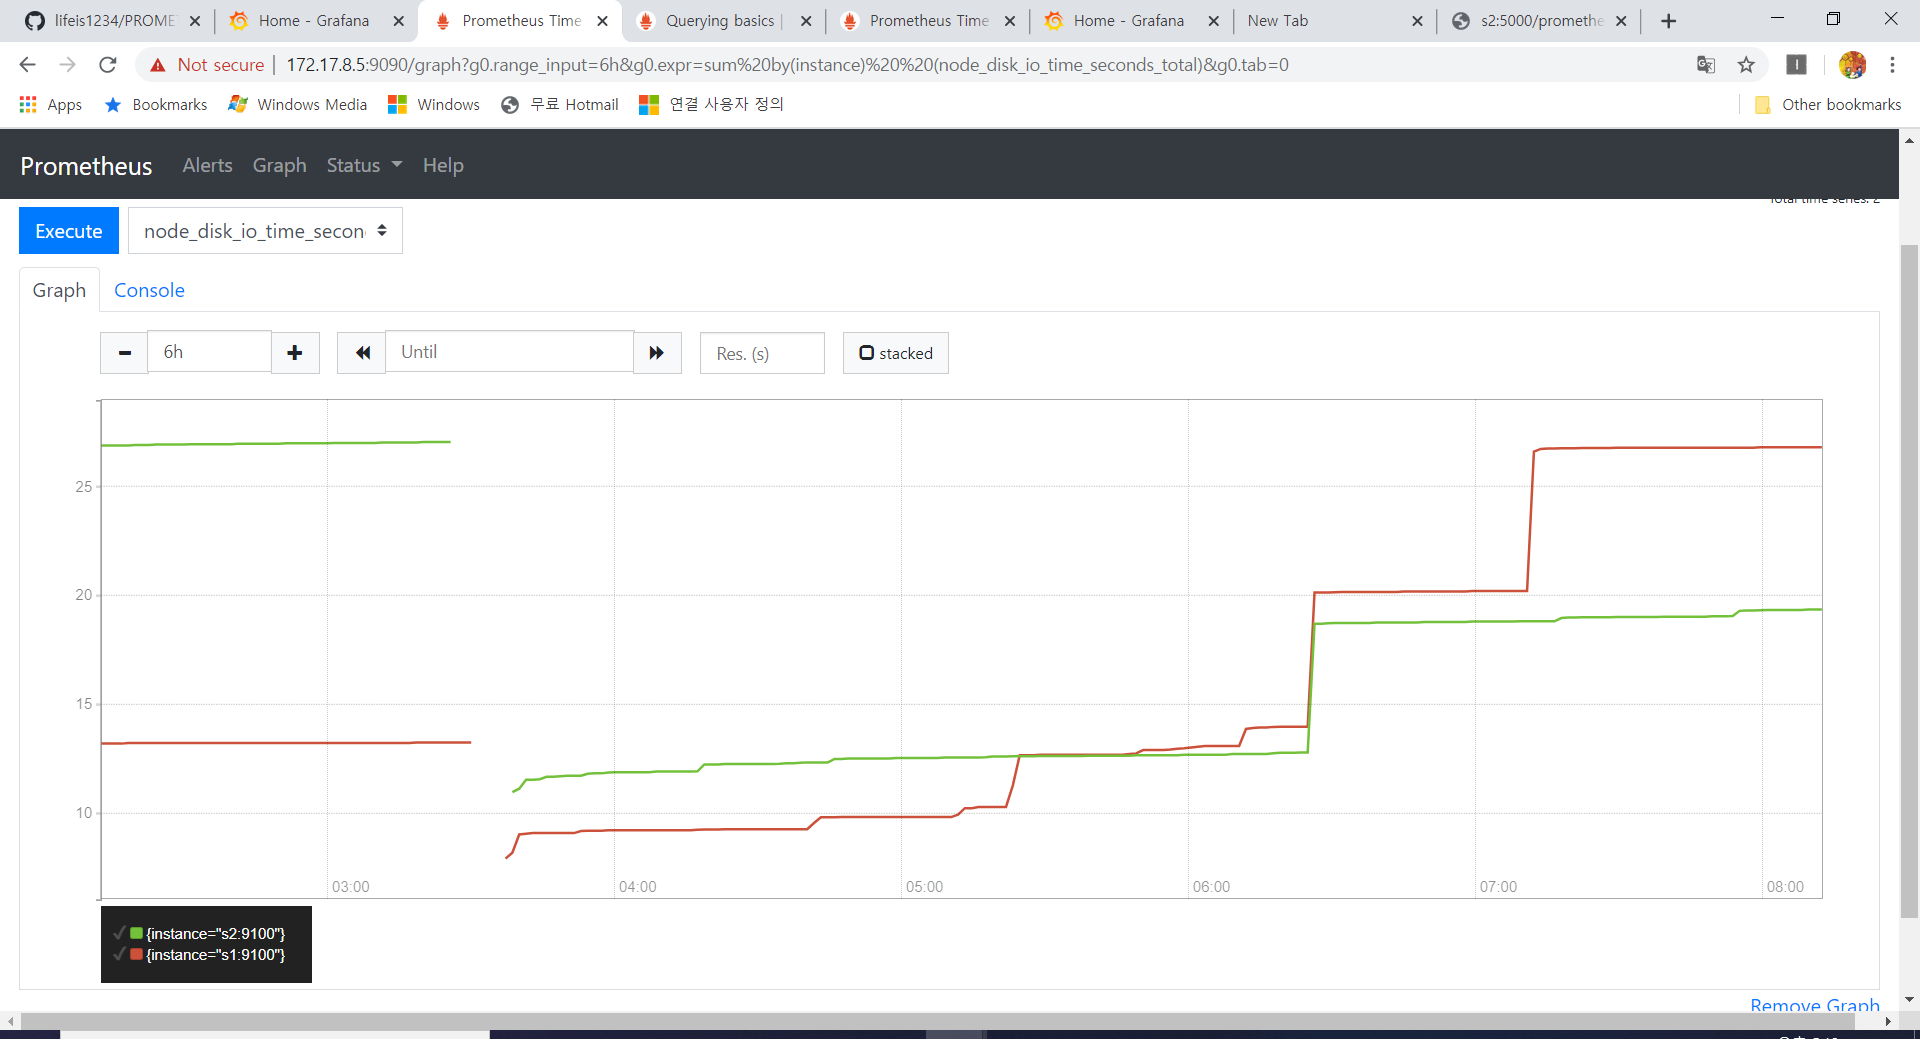 lifeis1234/PROME
Home - Grafana
Prometheus Time
Querying basics |
Prometheus Time
Home - Grafana
New Tab
s2:5000/promethe
Not secure
172.17.8.5:9090/graph?g0.range_input=6h&g0.expr=sum%20by(instance)%20%20(node_disk_io_time_seconds_total)&g0.tab=0
Apps
Bookmarks
Windows Media
Windows
무료 Hotmail
연결 사용자 정의
Other bookmarks
Prometheus
Alerts
Graph
Status
Help
Total time series: 2
Execute
node_disk_io_time_secon
Graph
Console
6h
Until
Res. (s)
stacked
25
20
15
10
03:00
04:00
05:00
06:00
07:00
08:00
{instance="s2:9100"}
{instance="s1:9100"}
Remove Graph